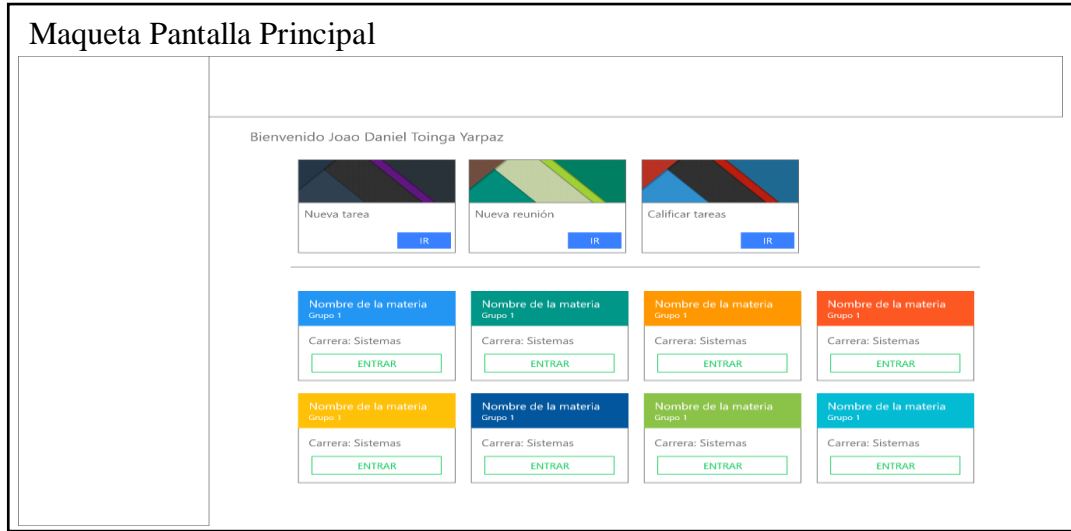 Maqueta Pantalla Principal
Bienvenido Joao Daniel Toinga Yarpaz
Nueva tarea
IR
Nueva reunión
IR
Calificar tareas
IR
Nombre de la materia
Grupo 1
Carrera: Sistemas
ENTRAR
Nombre de la materia
Grupo 1
Carrera: Sistemas
ENTRAR
Nombre de la materia
Grupo 1
Carrera: Sistemas
ENTRAR
Nombre de la materia
Grupo 1
Carrera: Sistemas
ENTRAR
Nombre de la materia
Grupo 1
Carrera: Sistemas
ENTRAR
Nombre de la materia
Grupo 1
Carrera: Sistemas
ENTRAR
Nombre de la materia
Grupo 1
Carrera: Sistemas
ENTRAR
Nombre de la materia
Grupo 1
Carrera: Sistemas
ENTRAR